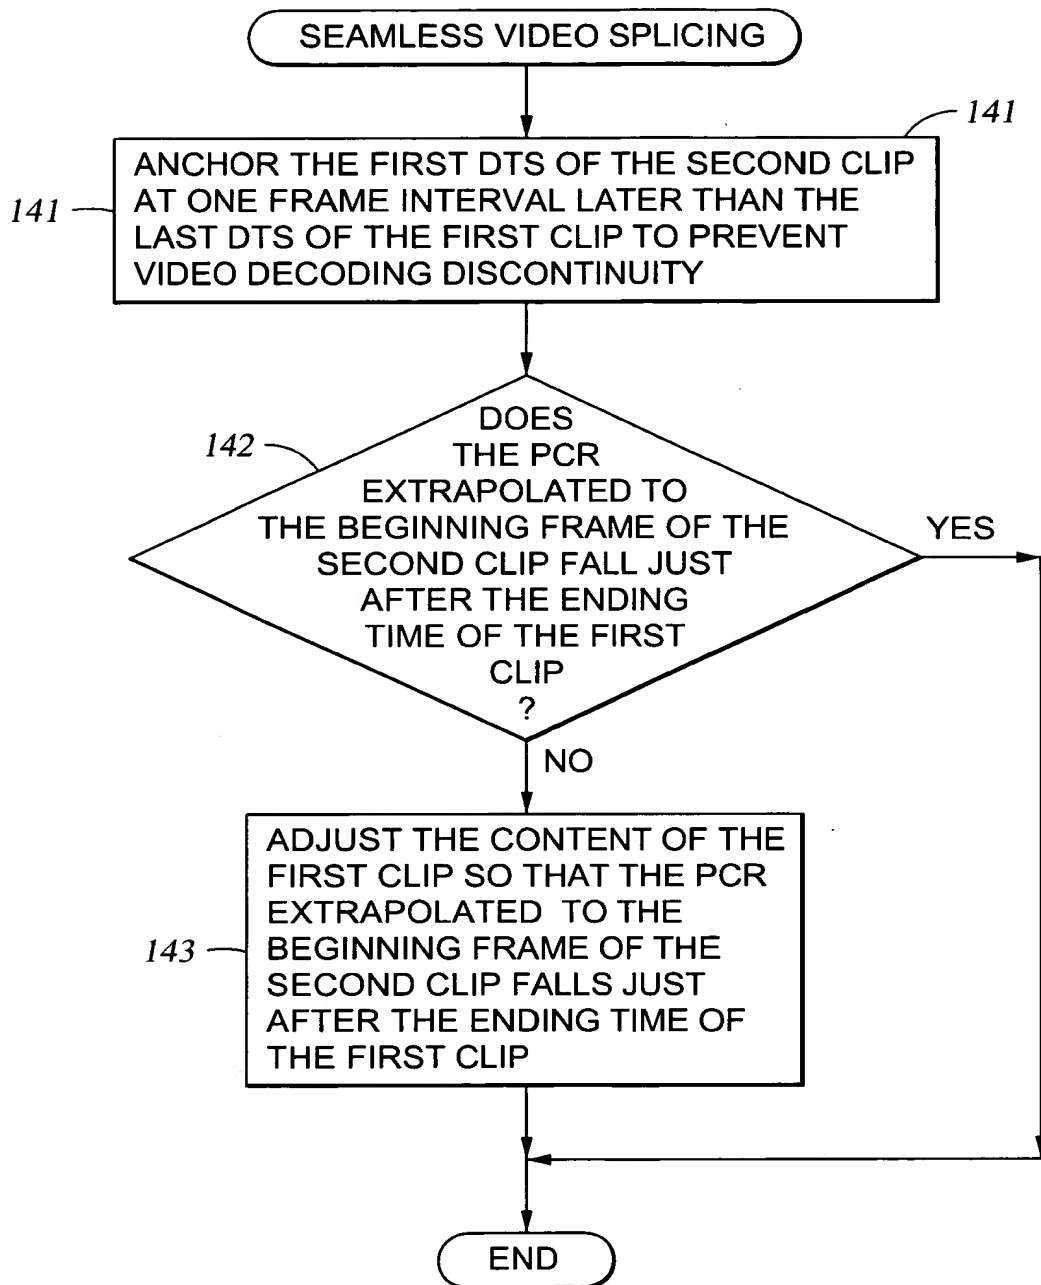 SEAMLESS VIDEO SPLICING
141
141
ANCHOR THE FIRST DTS OF THE SECOND CLIP
AT ONE FRAME INTERVAL LATER THAN THE
LAST DTS OF THE FIRST CLIP TO PREVENT
VIDEO DECODING DISCONTINUITY
142
DOES
THE PCR
EXTRAPOLATED TO
THE BEGINNING FRAME OF THE
SECOND CLIP FALL JUST
AFTER THE ENDING
TIME OF THE FIRST
CLIP
?
YES
NO
143
ADJUST THE CONTENT OF THE
FIRST CLIP SO THAT THE PCR
EXTRAPOLATED TO THE
BEGINNING FRAME OF THE
SECOND CLIP FALLS JUST
AFTER THE ENDING TIME OF
THE FIRST CLIP
END